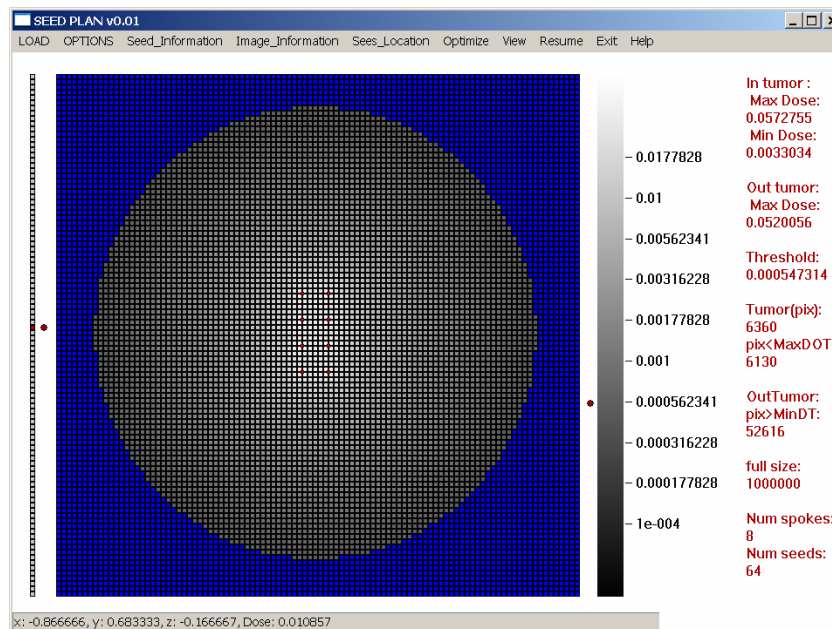 SEED PLAN v0.01
LOAD OPTIONS Seed_Information Image_Information Sees_Location Optimize View Resume Exit Help
0.0177828
0.01
0.00562341
0.00316228
0.00177828
0.001
0.000562341
0.000316228
0.000177828
1e-004
In tumor :
Max Dose:
0.0572755
Min Dose:
0.0033034
Out tumor:
Max Dose:
0.0520056
Threshold:
0.000547314
Tumor(pix):
6360
pix<MaxDOT
6130
OutTumor:
pix>MinDT:
52616
full size:
1000000
Num spokes:
8
Num seeds:
64
x: -0.866666, y: 0.683333, z: -0.166667, Dose: 0.010857